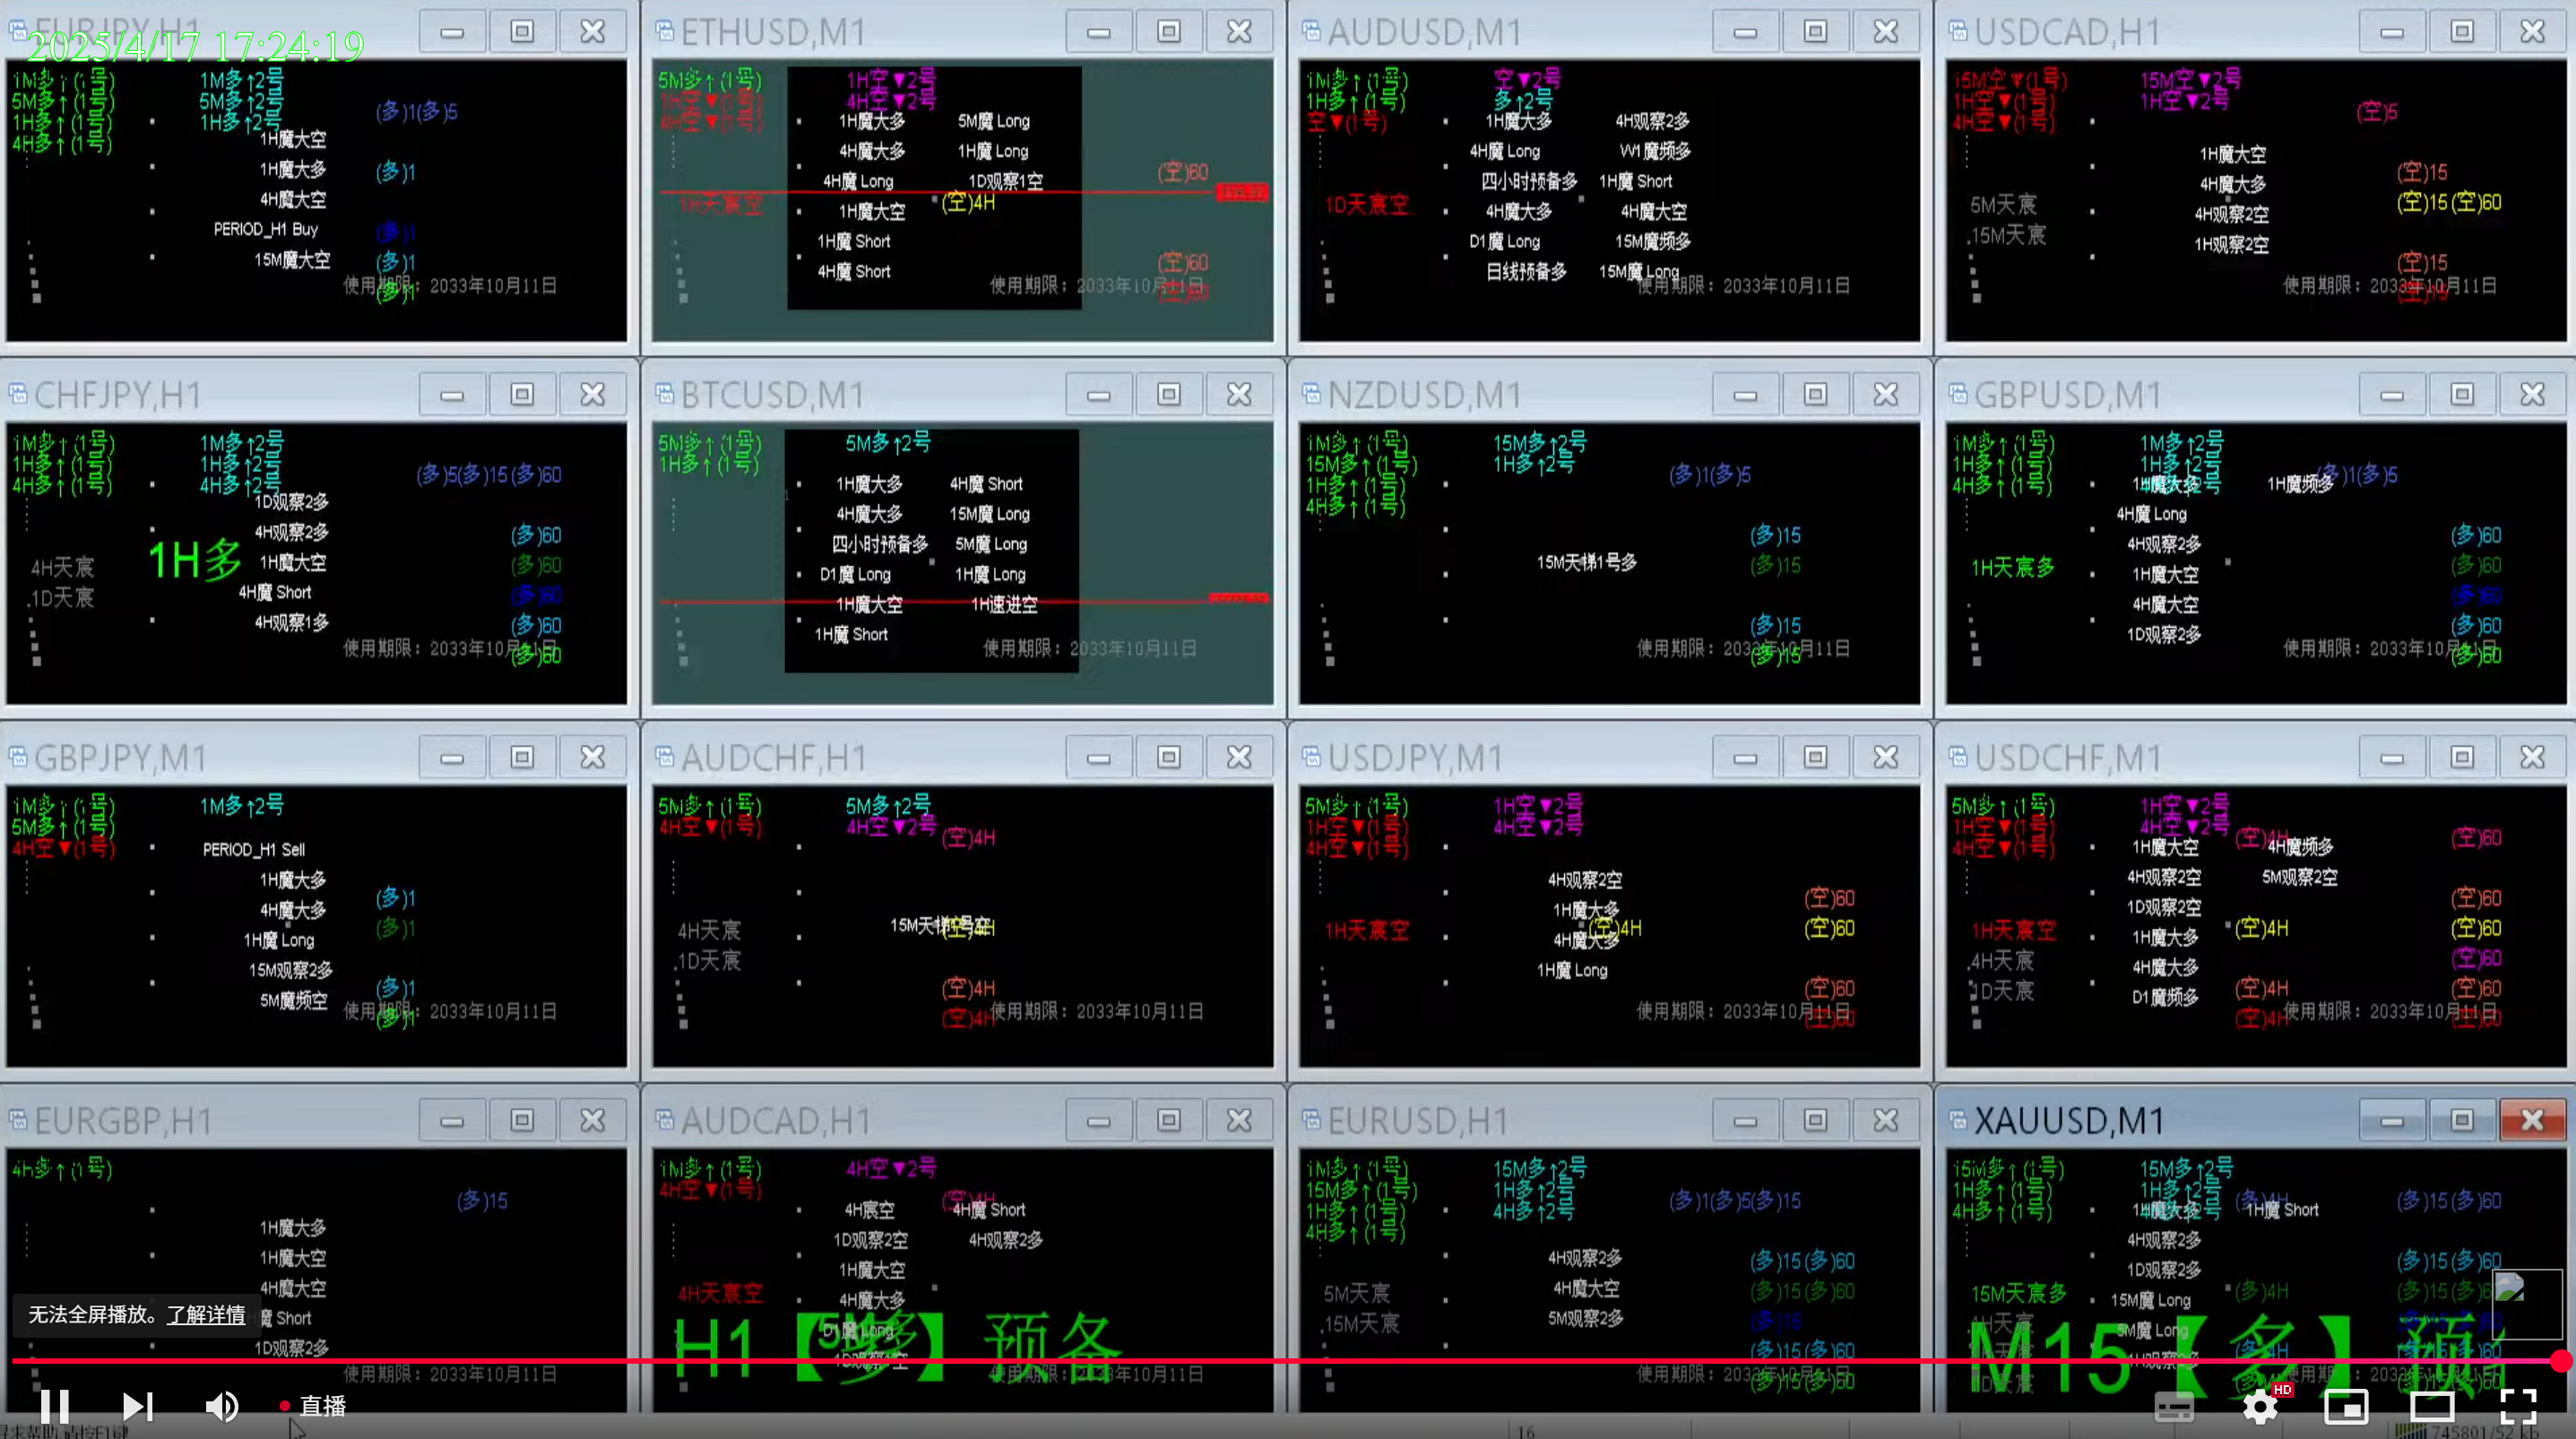 EURJPY,H1
2025/4/17 17:24:19
1M多↑(1号) 1M多↑2号
5M多↑(1号) 5M多↑2号 (多)1(多)5
1H多↑(1号) 1H多↑2号
4H多↑(1号) 1H魔大空
1H魔大多 (多)1
4H魔大空
PERIOD_H1 Buy (多)1
15M魔大空 (多)1
使用期限: 2033年10月11日
(多)1
ETHUSD,M1
5M多↑(1号) 1H空▼2号
1H空▼(1号) 4H空▼2号
4H空▼(1号) 1H魔大多 5M魔 Long
4H魔大多 1H魔 Long
4H魔 Long 1D观察1空 (空)60
1H天宸空 1H魔大空 (空)4H
1H魔 Short
4H魔 Short (空)60
使用期限: 2033年10月11日
(空)60
AUDUSD,M1
1M多↑(1号) 空▼2号
1H多↑(1号) 多↑2号
空▼(1号) 1H魔大多 4H观察2多
4H魔 Long W1魔频多
四小时预备多 1H魔 Short
1D天宸空 4H魔大多 4H魔大空
D1魔 Long 15M魔频多
日线预备多 15M魔 Long
使用期限: 2033年10月11日
USDCAD,H1
15M空▼(1号) 15M空▼2号
1H空▼(1号) 1H空▼2号 (空)5
4H空▼(1号)
1H魔大空
1H魔大多 (空)15
5M天宸 4H观察2空 (空)15(空)60
.15M天宸 1H观察2空
(空)15
使用期限: 2033年10月11日
(空)15
CHFJPY,H1
1M多↑(1号) 1M多↑2号
1H多↑(1号) 1H多↑2号 (多)5(多)15(多)60
4H多↑(1号) 4H多↑2号
1D观察2多
4H观察2多 (多)60
4H天宸 1H多 1H魔大空 (多)60
.1D天宸 4H魔 Short (多)60
4H观察1多 (多)60
使用期限: 2033年10月11日
(多)60
BTCUSD,M1
5M多↑(1号) 5M多↑2号
1H多↑(1号)
1H魔大多 4H魔 Short
4H魔大多 15M魔 Long
四小时预备多 5M魔 Long
D1魔 Long 1H魔 Long
1H魔大空 1H速进空
1H魔 Short
使用期限: 2033年10月11日
NZDUSD,M1
1M多↑(1号) 15M多↑2号
15M多↑(1号) 1H多↑2号 (多)1(多)5
1H多↑(1号)
4H多↑(1号)
(多)15
15M天梯1号多 (多)15
(多)15
使用期限: 2033年10月11日
(多)15
GBPUSD,M1
1M多↑(1号) 1M多↑2号
1H多↑(1号) 1H多↑2号 (多)1(多)5
4H多↑(1号) 1H魔大多 1H魔频多
4H魔 Long
4H观察2多 (多)60
1H天宸多 1H魔大空 (多)60
4H魔大空 (多)60
1D观察2多 (多)60
使用期限: 2033年10月11日
(多)60
GBPJPY,M1
1M多↑(1号) 1M多↑2号
5M多↑(1号)
4H空▼(1号) PERIOD_H1 Sell
1H魔大多 (多)1
4H魔大多 (多)1
1H魔 Long
15M观察2多 (多)1
5M魔频空
使用期限: 2033年10月11日
(多)1
AUDCHF,H1
5M多↑(1号) 5M多↑2号
4H空▼(1号) 4H空▼2号 (空)4H
4H天宸 15M天梯1号空 (空)4H
.1D天宸
(空)4H
(空)4H 使用期限: 2033年10月11日
USDJPY,M1
5M多↑(1号) 1H空▼2号
1H空▼(1号) 4H空▼2号
4H空▼(1号)
4H观察2空 (空)60
1H魔大多
1H天宸空 (空)4H (空)60
4H魔大多
1H魔 Long (空)60
使用期限: 2033年10月11日
(空)60
USDCHF,M1
5M多↑(1号) 1H空▼2号
1H空▼(1号) 4H空▼2号 (空)4H (空)60
4H空▼(1号) 1H魔大空 4H魔频多
4H观察2空 5M观察2空
1D观察2空 (空)60
1H天宸空 1H魔大多 (空)4H (空)60
.4H天宸 4H魔大多 (空)60
1D天宸 D1魔频多 (空)4H (空)60
(空)4H 使用期限: 2033年10月11日
(空)60
EURGBP,H1
4h多↑(1号)
(多)15
1H魔大多
1H魔大空
4H魔大空
魔 Short
1D观察2多
使用期限: 2033年10月11日
AUDCAD,H1
1M多↑(1号) 4H空▼2号
4H空▼(1号) (空)4H
4H宸空 4H魔 Short
1D观察2空 4H观察2多
1H魔大空
4H天宸空 4H魔大多
D1魔 Long
H1【多】预备
使用期限: 2033年10月11日
EURUSD,H1
1M多↑(1号) 15M多↑2号
15M多↑(1号) 1H多↑2号 (多)1(多)5(多)15
1H多↑(1号) 4H多↑2号
4H多↑(1号)
4H观察2多 (多)15(多)60
5M天宸 4H魔大空 (多)15(多)60
.15M天宸 5M观察2多 (多)15
(多)15(多)60
使用期限: 2033年10月11日
(多)15(多)60
XAUUSD,M1
15M多↑(1号) 15M多↑2号
1H多↑(1号) 1H多↑2号 (多)4H (多)15(多)60
4H多↑(1号) 1H魔 Short
4H观察2多
1D观察2多 (多)15(多)60
15M天宸多 15M魔 Long (多)4H
5M魔 Long
M15【多】预
无法全屏播放。了解详情
直播
HD
16